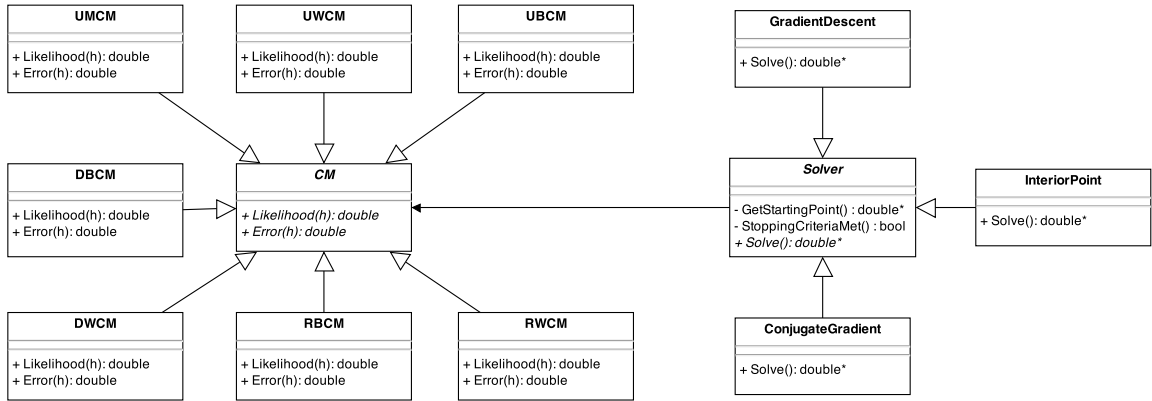 UMCM
+ Likelihood(h): double
+ Error(h): double
UWCM
+ Likelihood(h): double
+ Error(h): double
UBCM
+ Likelihood(h): double
+ Error(h): double
GradientDescent
+ Solve(): double*
DBCM
+ Likelihood(h): double
+ Error(h): double
CM
+ Likelihood(h): double
+ Error(h): double
Solver
- GetStartingPoint() : double*
- StoppingCriteriaMet() : bool
+ Solve(): double*
InteriorPoint
+ Solve(): double*
DWCM
+ Likelihood(h): double
+ Error(h): double
RBCM
+ Likelihood(h): double
+ Error(h): double
RWCM
+ Likelihood(h): double
+ Error(h): double
ConjugateGradient
+ Solve(): double*